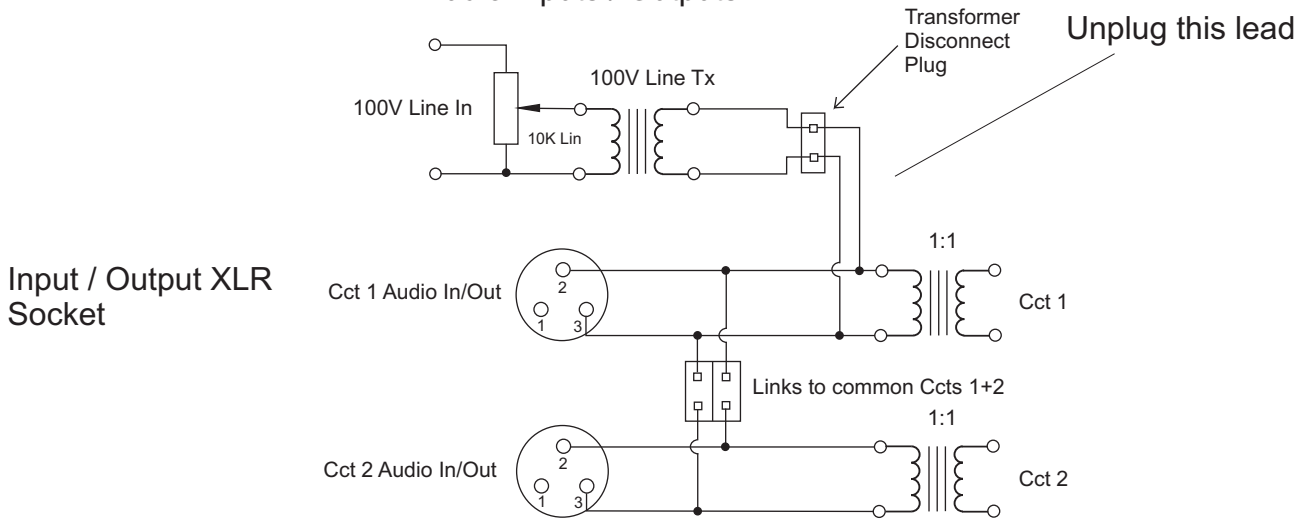 Transformer
Disconnect
Plug
Unplug this lead
100V Line Tx
100V Line In
10K Lin
1:1
Input / Output XLR
Socket
Cct 1 Audio In/Out
2
1
3
Cct 1
Links to common Ccts 1+2
1:1
Cct 2 Audio In/Out
2
1
3
Cct 2